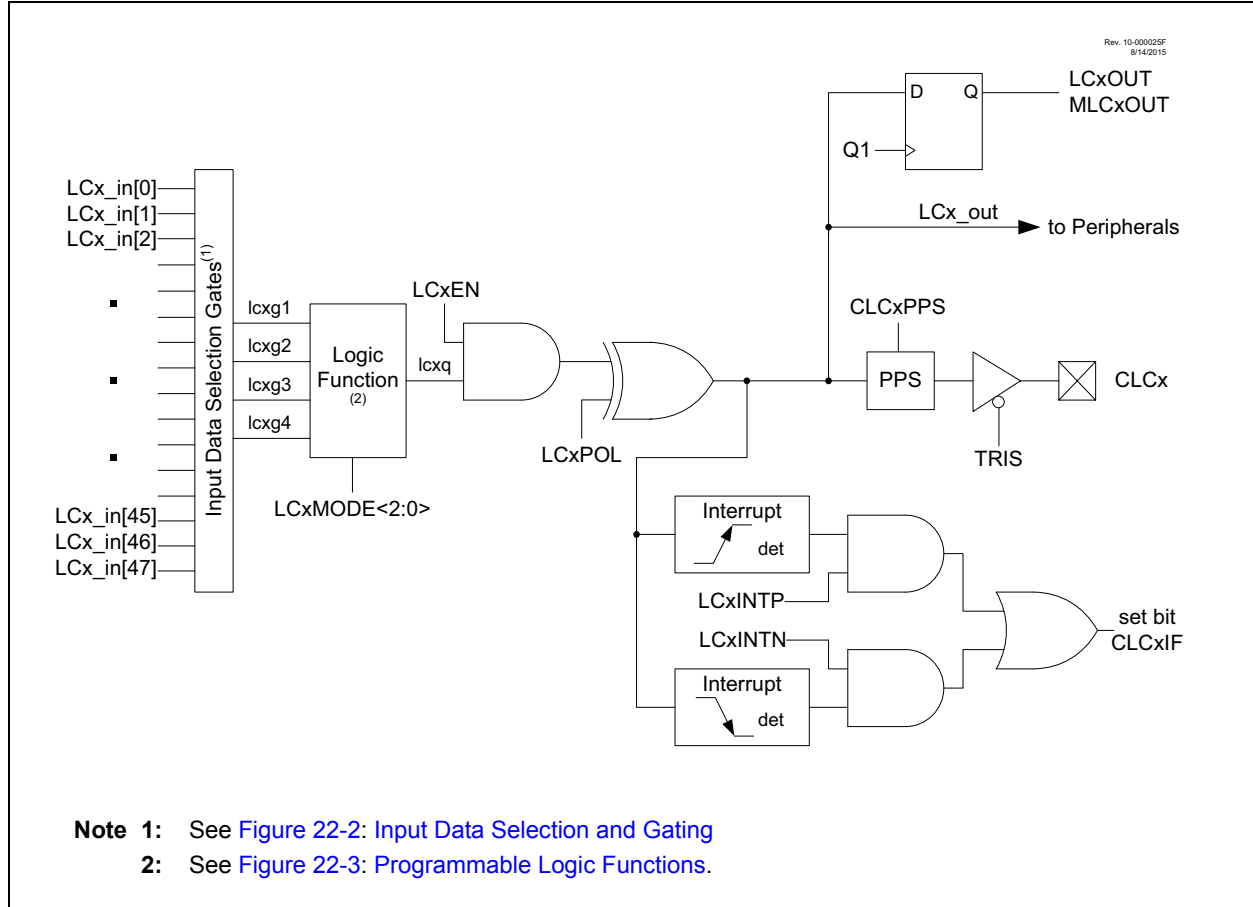 Rev. 10-000025F
8/14/2015
LCxOUT
MLCxOUT
D
Q
Q1
LCx_out
to Peripherals
LCx_in[0]
LCx_in[1]
LCx_in[2]
LCx_in[45]
LCx_in[46]
LCx_in[47]
Input Data Selection Gates(1)
lcxg1
lcxg2
lcxg3
lcxg4
Logic
Function
(2)
LCxMODE<2:0>
LCxEN
lcxq
LCxPOL
CLCxPPS
PPS
TRIS
CLCx
Interrupt
det
LCxINTP
LCxINTN
Interrupt
det
set bit
CLCxIF
Note 1: See Figure 22-2: Input Data Selection and Gating
2: See Figure 22-3: Programmable Logic Functions.